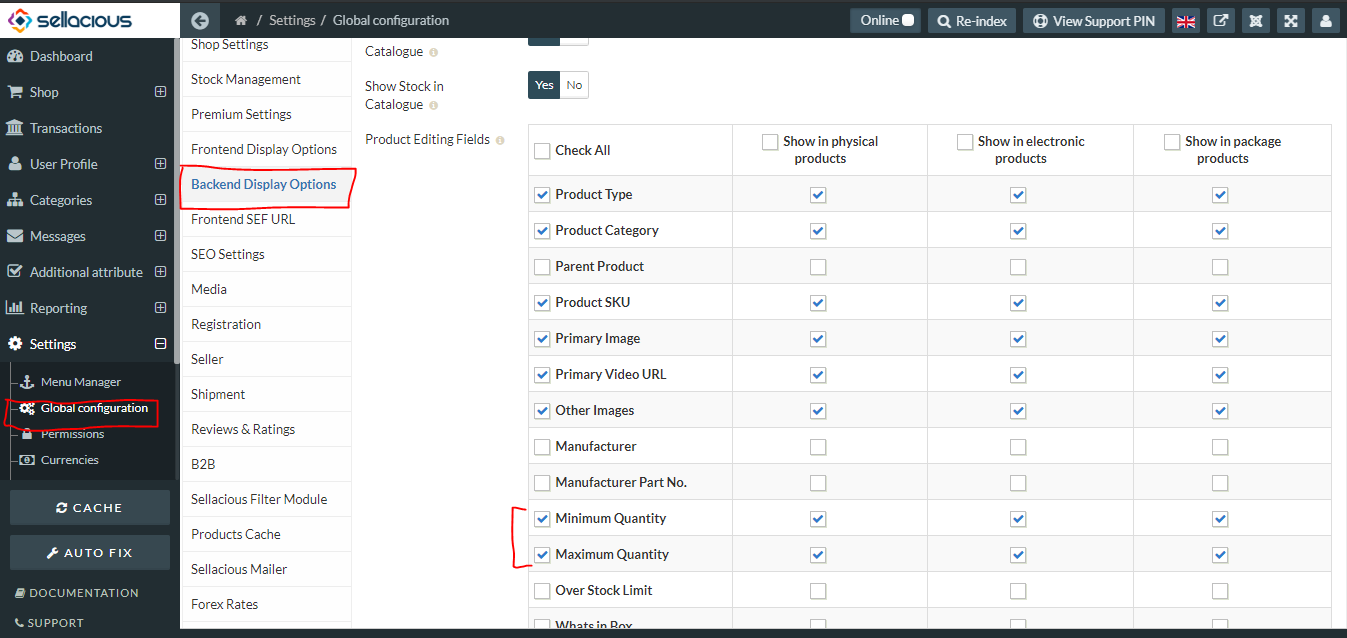 sellacious
/ Settings / Global configuration
Online
Re-index
View Support PIN
Dashboard
Shop
Transactions
User Profile
Categories
Messages
Additional attribute
Reporting
Settings
Menu Manager
Global configuration
Permissions
Currencies
CACHE
AUTO FIX
DOCUMENTATION
SUPPORT
Shop Settings
Stock Management
Premium Settings
Frontend Display Options
Backend Display Options
Frontend SEF URL
SEO Settings
Media
Registration
Seller
Shipment
Reviews & Ratings
B2B
Sellacious Filter Module
Products Cache
Sellacious Mailer
Forex Rates
Catalogue
Show Stock in
Catalogue
Yes No
Product Editing Fields
Check All
Show in physical
products
Show in electronic
products
Show in package
products
Product Type
Product Category
Parent Product
Product SKU
Primary Image
Primary Video URL
Other Images
Manufacturer
Manufacturer Part No.
Minimum Quantity
Maximum Quantity
Over Stock Limit
Whats in Box